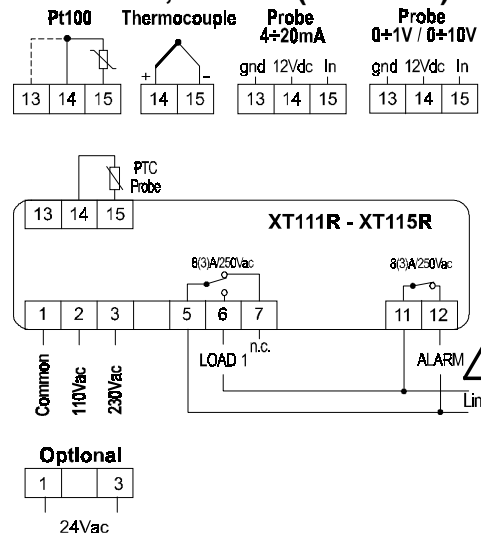 Pt100 Thermocouple Probe Probe
4÷20mA 0÷1V / 0÷10V
+ - gnd 12Vdc In gnd 12Vdc In
13 14 15 14 15 13 14 15 13 14 15
PTC
Probe
13 14 15
XT111R - XT115R
8(3)A/250Vac 8(3)A/250Vac
1 2 3 5 6 7 11 12
n.c.
LOAD 1 ALARM
Common 110Vac 230Vac
Lin
Optional
1 3
24Vac